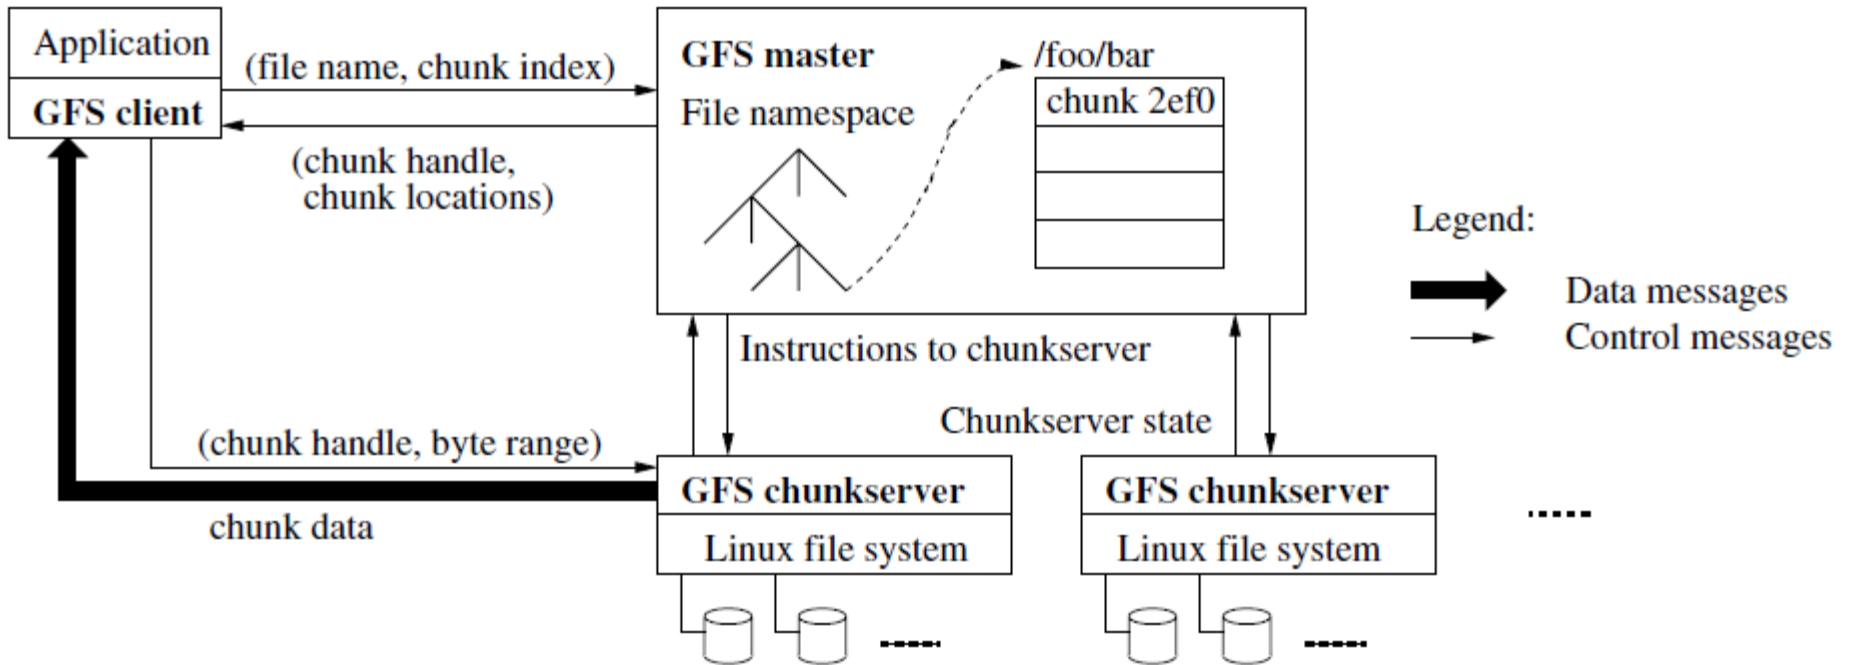 Application
GFS client
(file name, chunk index)
(chunk handle,
chunk locations)
GFS master
File namespace
/foo/bar
chunk 2ef0
Legend:
Data messages
Control messages
Instructions to chunkserver
Chunkserver state
(chunk handle, byte range)
chunk data
GFS chunkserver
Linux file system
GFS chunkserver
Linux file system